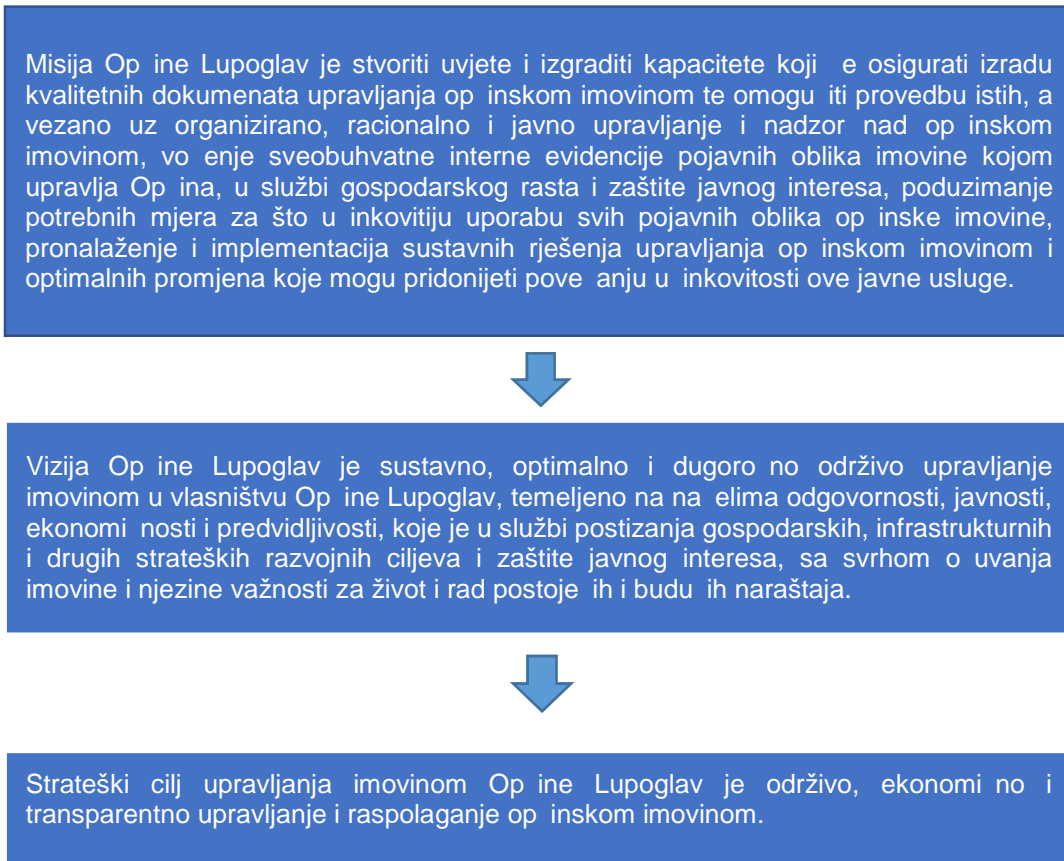 Misija Op ine Lupoglav je stvoriti uvjete i izgraditi kapacitete koji  e osigurati izradu
kvalitetnih dokumenata upravljanja op inskom imovinom te omogu iti provedbu istih, a
vezano uz organizirano, racionalno i javno upravljanje i nadzor nad op inskom
imovinom, vo enje sveobuhvatne interne evidencije pojavnih oblika imovine kojom
upravlja Op ina, u službi gospodarskog rasta i zaštite javnog interesa, poduzimanje
potrebnih mjera za što u inkovitiju uporabu svih pojavnih oblika op inske imovine,
pronalaženje i implementacija sustavnih rješenja upravljanja op inskom imovinom i
optimalnih promjena koje mogu pridonijeti pove anju u inkovitosti ove javne usluge.
Vizija Op ine Lupoglav je sustavno, optimalno i dugoro no održivo upravljanje
imovinom u vlasništvu Op ine Lupoglav, temeljeno na na elima odgovornosti, javnosti,
ekonomi nosti i predvidljivosti, koje je u službi postizanja gospodarskih, infrastrukturnih
i drugih strateških razvojnih ciljeva i zaštite javnog interesa, sa svrhom o uvanja
imovine i njezine važnosti za život i rad postoje ih i budu ih naraštaja.
Strateški cilj upravljanja imovinom Op ine Lupoglav je održivo, ekonomi no i
transparentno upravljanje i raspolaganje op inskom imovinom.